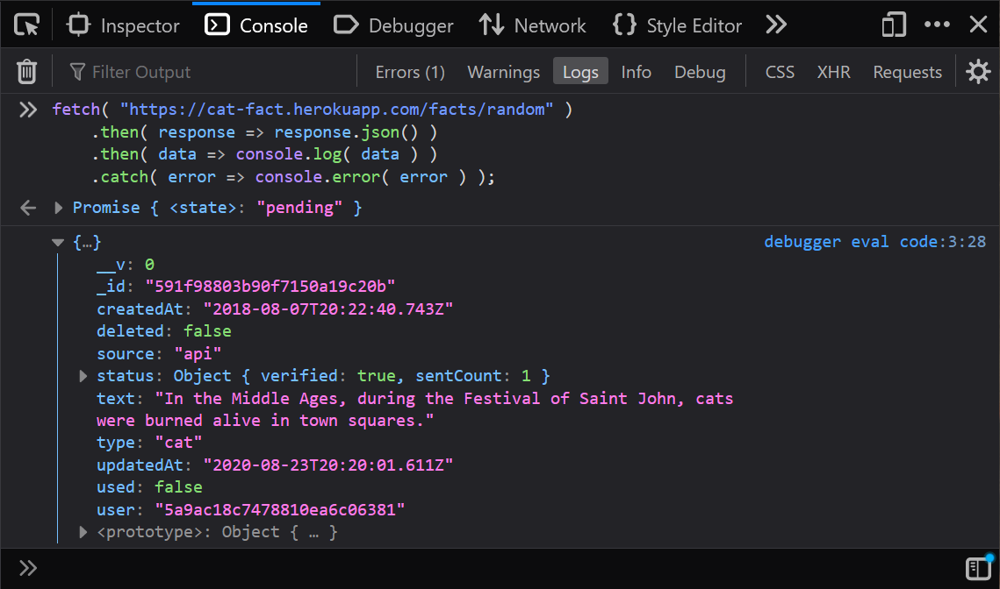 Inspector Console Debugger Network {} Style Editor
Filter Output Errors (1) Warnings Logs Info Debug CSS XHR Requests
fetch( "https://cat-fact.herokuapp.com/facts/random" )
.then( response => response.json() )
.then( data => console.log( data ) )
.catch( error => console.error( error ) );
Promise { <state>: "pending" }
{…} debugger eval code:3:28
__v: 0
_id: "591f98803b90f7150a19c20b"
createdAt: "2018-08-07T20:22:40.743Z"
deleted: false
source: "api"
status: Object { verified: true, sentCount: 1 }
text: "In the Middle Ages, during the Festival of Saint John, cats
were burned alive in town squares."
type: "cat"
updatedAt: "2020-08-23T20:20:01.611Z"
used: false
user: "5a9ac18c7478810ea6c06381"
<prototype>: Object { … }